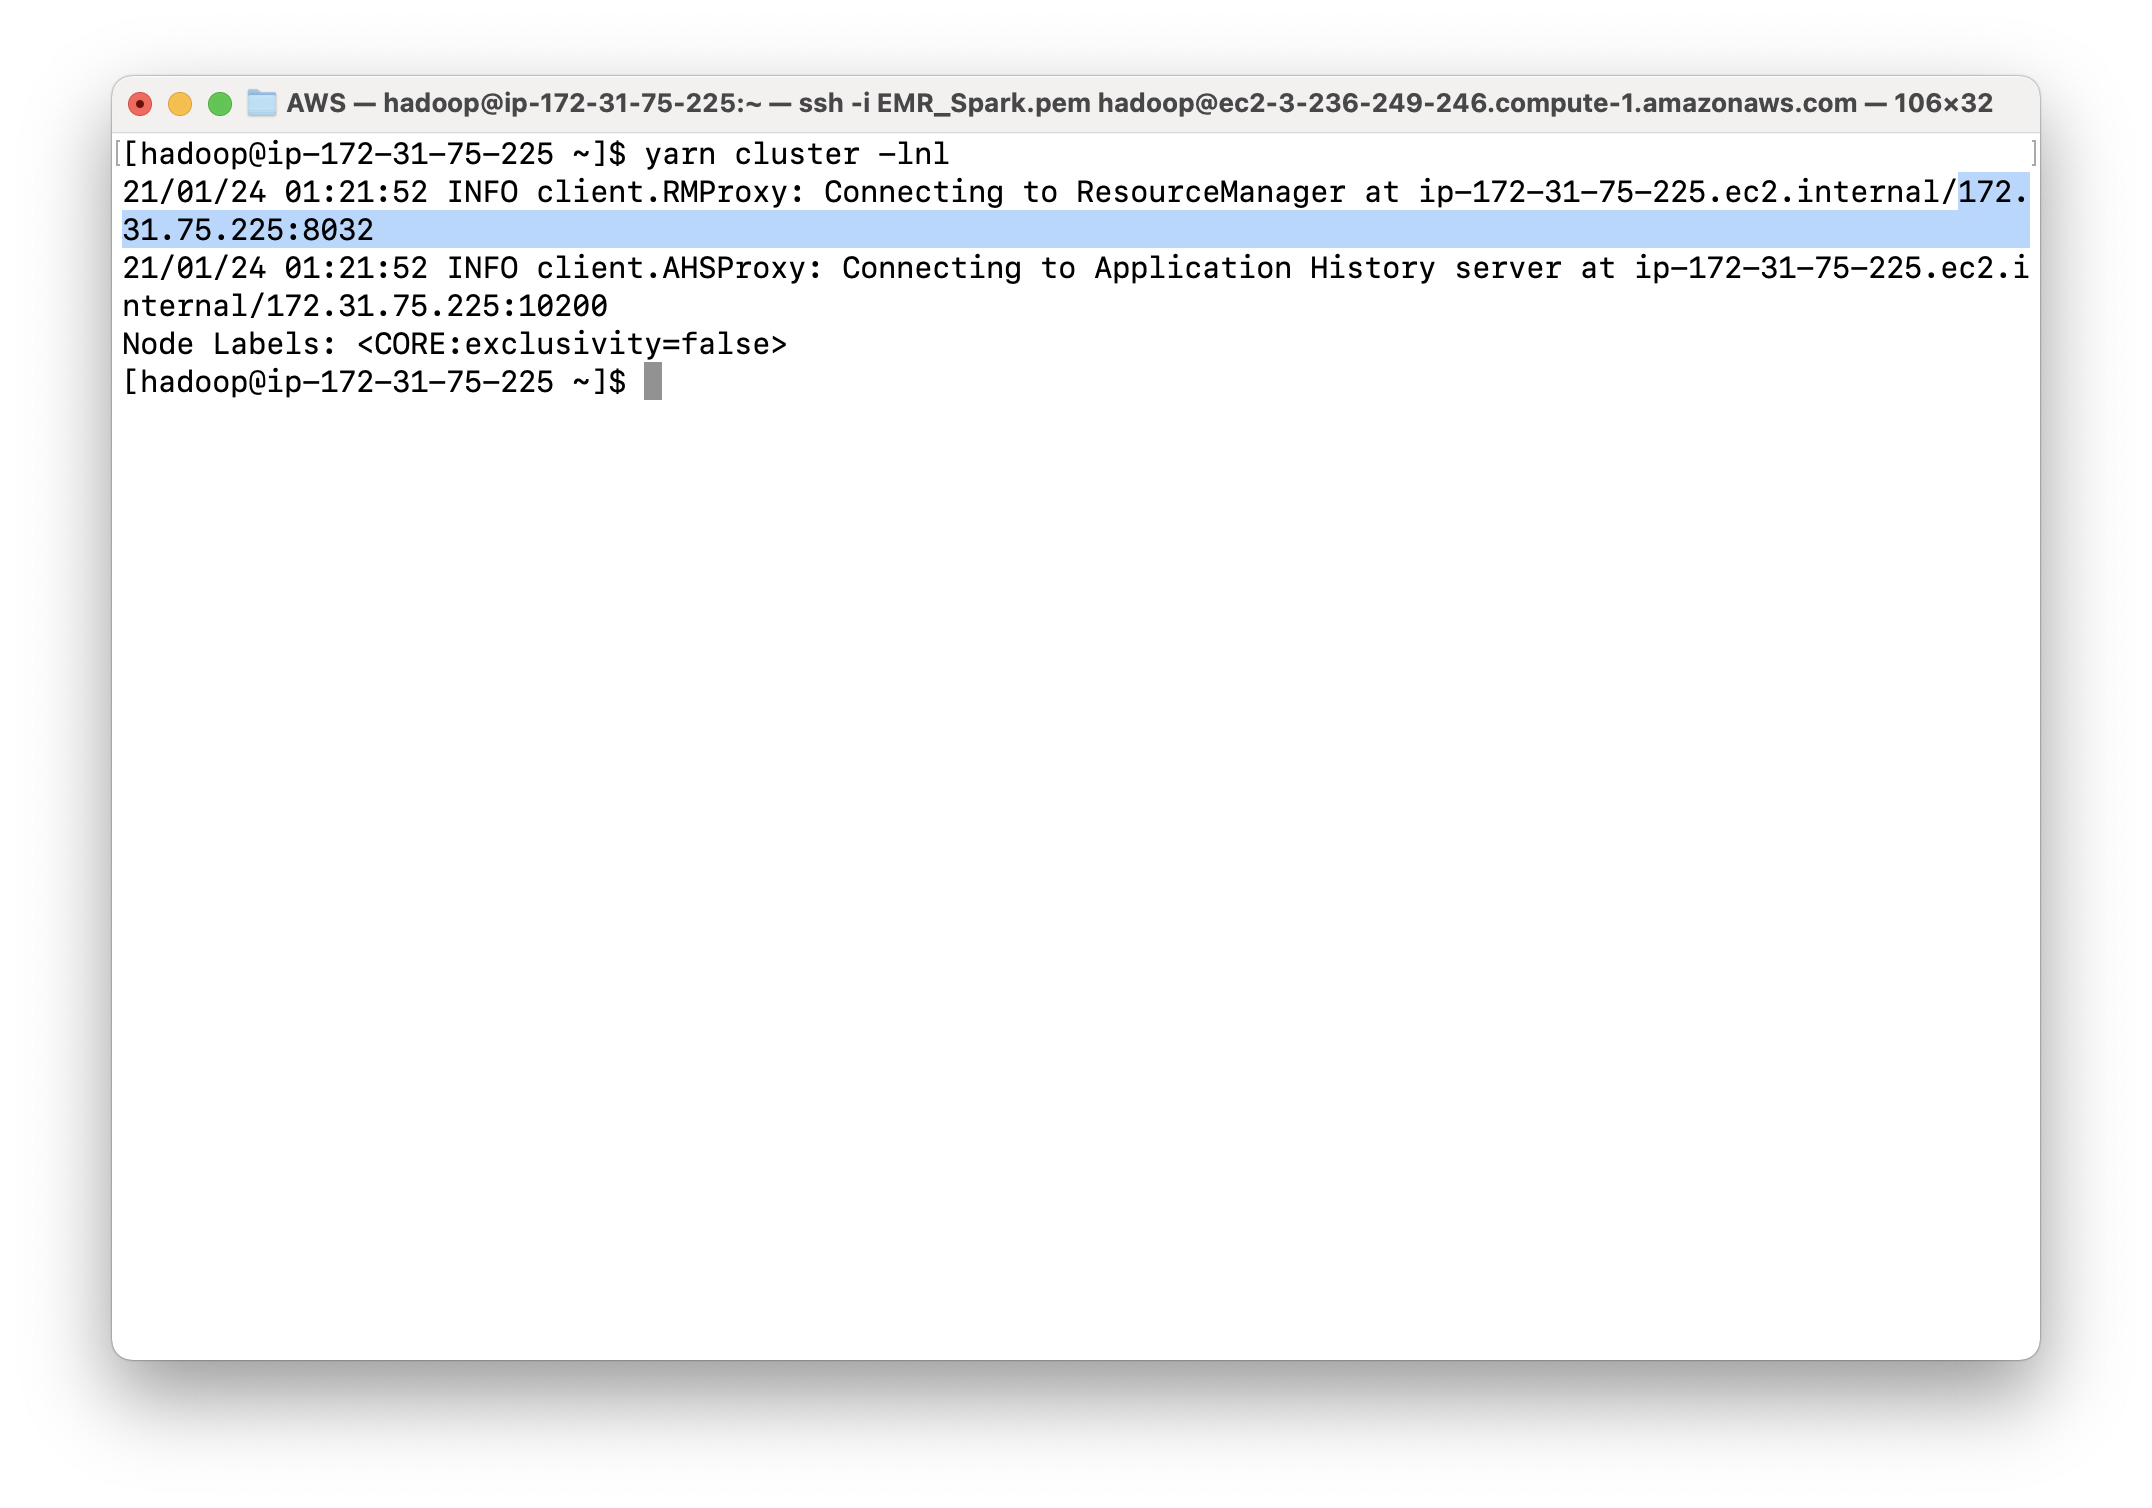 AWS — hadoop@ip-172-31-75-225:~ — ssh -i EMR_Spark.pem hadoop@ec2-3-236-249-246.compute-1.amazonaws.com — 106×32
[[hadoop@ip-172-31-75-225 ~]$ yarn cluster -lnl ]
21/01/24 01:21:52 INFO client.RMProxy: Connecting to ResourceManager at ip-172-31-75-225.ec2.internal/172.
31.75.225:8032
21/01/24 01:21:52 INFO client.AHSProxy: Connecting to Application History server at ip-172-31-75-225.ec2.i
nternal/172.31.75.225:10200
Node Labels: <CORE:exclusivity=false>
[hadoop@ip-172-31-75-225 ~]$